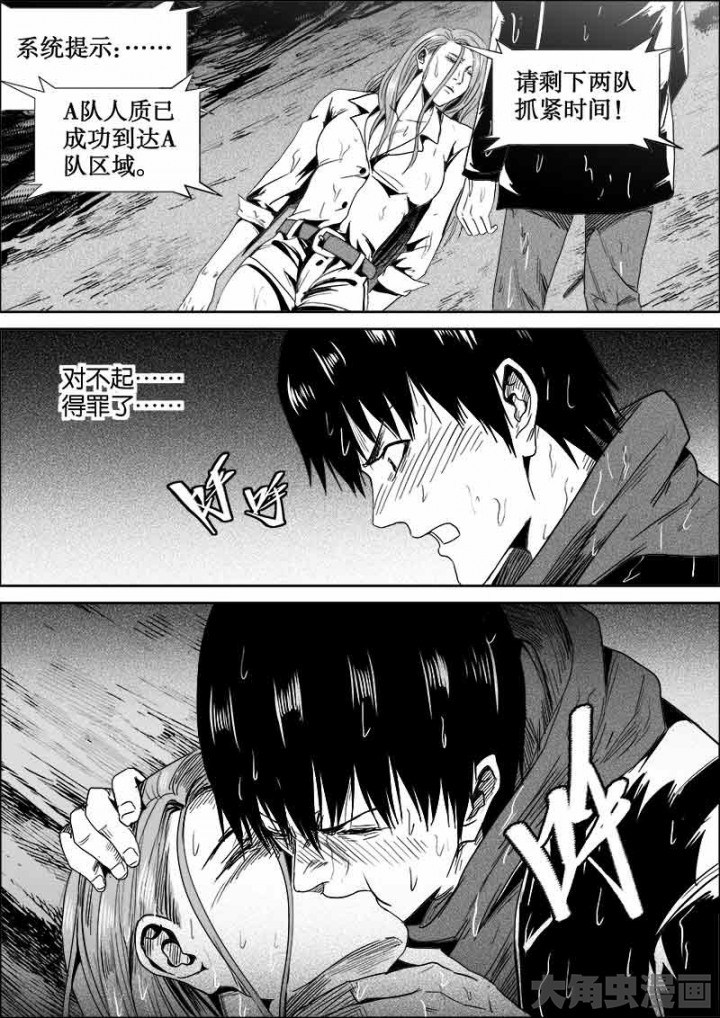 系统提示：……
A队人质已
成功到达A
队区域。
请剩下两队
抓紧时间！
对不起……
得罪了……
呼
呼
呼
大角虫漫画